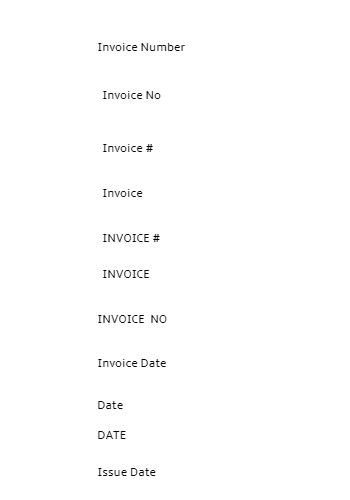 Invoice Number
Invoice No
Invoice #
Invoice
INVOICE #
INVOICE
INVOICE  NO
Invoice Date
Date
DATE
Issue Date